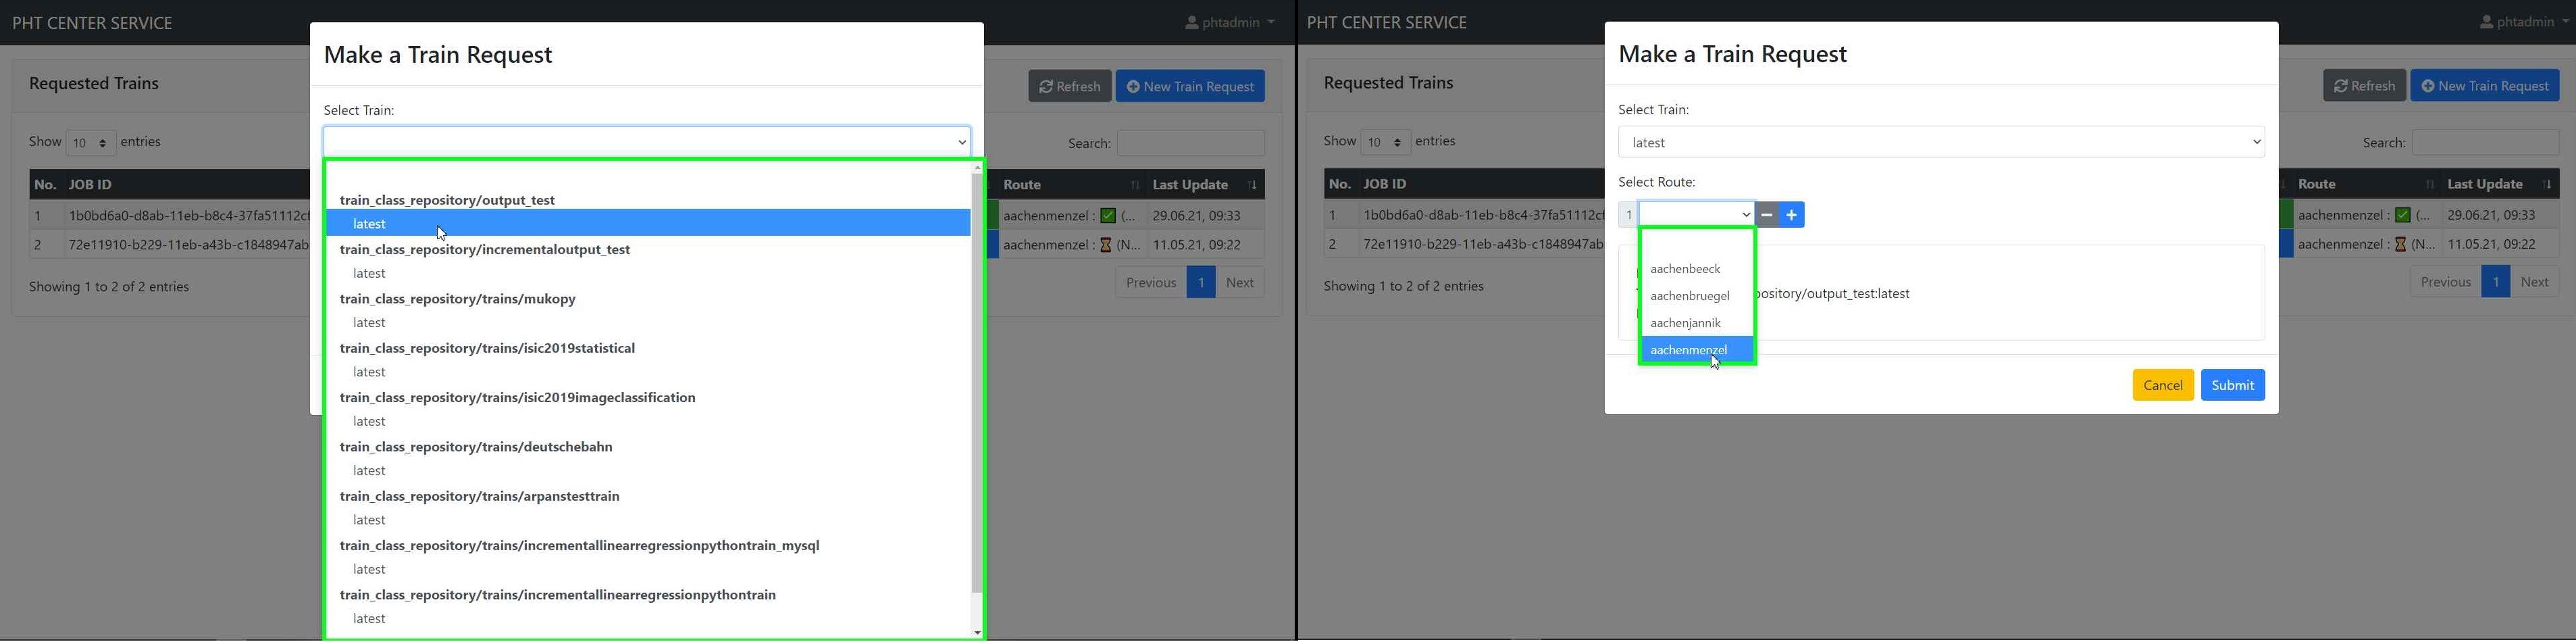 PHT CENTER SERVICE
phtadmin
Make a Train Request
Requested Trains
Refresh
New Train Request
Select Train:
Show 10 entries
Search:
No. JOB ID
Route
Last Update
1 1b0bd6a0-d8ab-11eb-b8c4-37fa51112cf
aachenmenzel : ✅ (...
29.06.21, 09:33
2 72e11910-b229-11eb-a43b-c1848947ab
aachenmenzel : ⌛ (N...
11.05.21, 09:22
Showing 1 to 2 of 2 entries
Previous 1 Next
train_class_repository/output_test
latest
train_class_repository/incrementaloutput_test
latest
train_class_repository/trains/mukopy
latest
train_class_repository/trains/isic2019statistical
latest
train_class_repository/trains/isic2019imageclassification
latest
train_class_repository/trains/deutschebahn
latest
train_class_repository/trains/arpanstesttrain
latest
train_class_repository/trains/incrementallinearregressionpythontrain_mysql
latest
train_class_repository/trains/incrementallinearregressionpythontrain
latest
PHT CENTER SERVICE
phtadmin
Make a Train Request
Requested Trains
Refresh
New Train Request
Select Train:
latest
Show 10 entries
Search:
Select Route:
No. JOB ID
Route
Last Update
1
1 1b0bd6a0-d8ab-11eb-b8c4-37fa51112cf
aachenmenzel : ✅ (...
29.06.21, 09:33
2 72e11910-b229-11eb-a43b-c1848947ab
aachenmenzel : ⌛ (N...
11.05.21, 09:22
Showing 1 to 2 of 2 entries
Previous 1 Next
aachenbeeck
aachenbruegel
aachenjannik
aachenmenzel
ository/output_test:latest
Cancel
Submit